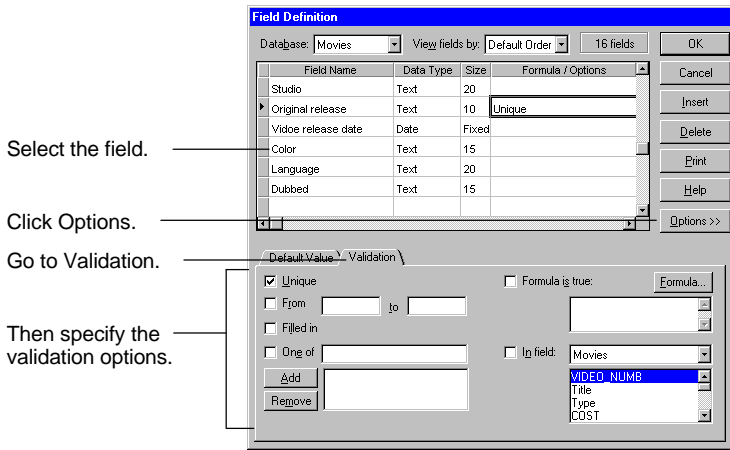 Field Definition
Database: Movies View fields by: Default Order 16 fields OK
Field Name Data Type Size Formula / Options Cancel
Studio Text 20
Original release Text 10 Unique Insert
Vidoe release date Date Fixed Delete
Select the field. Color Text 15
Language Text 20 Print
Dubbed Text 15 Help
Click Options. Options >>
Go to Validation. Default Value Validation
Unique Formula is true: Formula...
From to
Filled in
Then specify the
validation options.
One of In field: Movies
Add VIDEO_NUMB
Title
Remove Type
COST